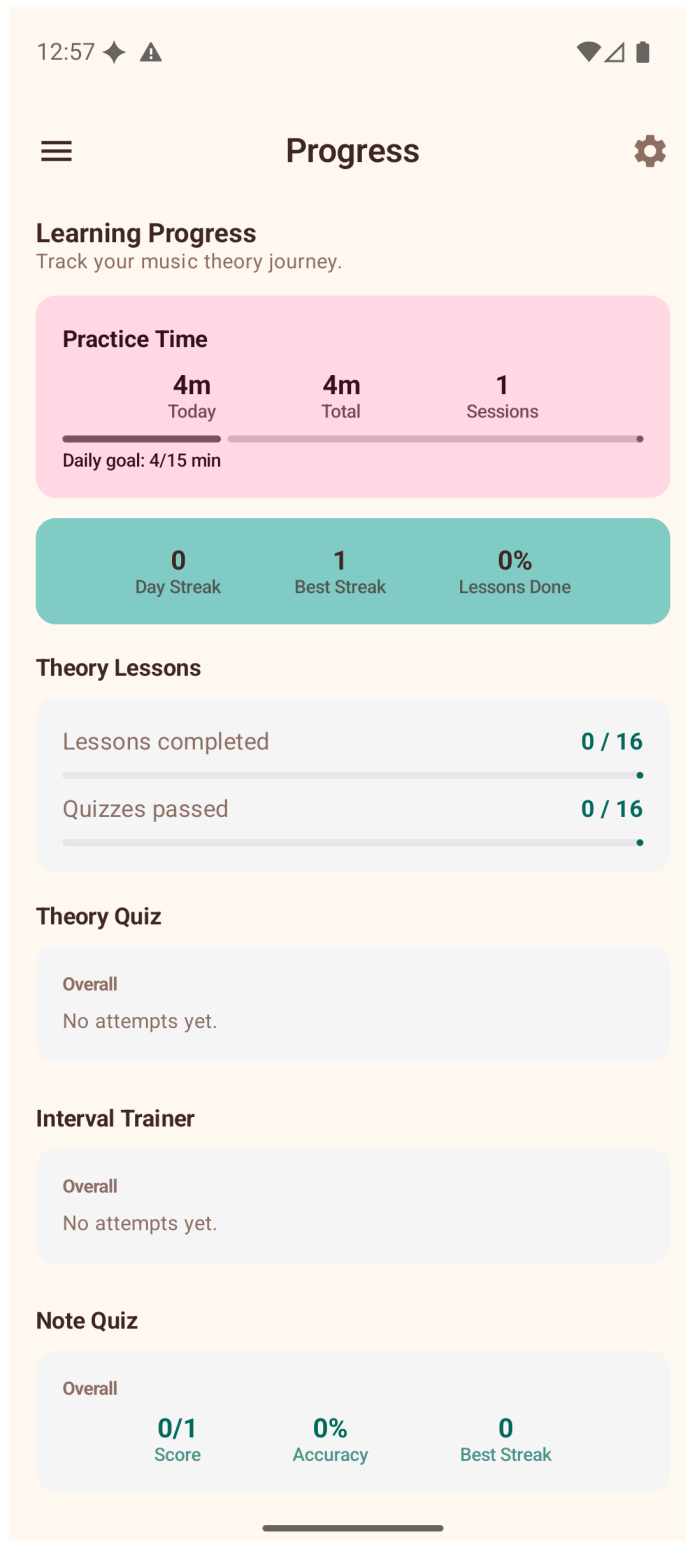 12:57
Progress
Learning Progress
Track your music theory journey.
Practice Time
4m 4m 1
Today Total Sessions
Daily goal: 4/15 min
0 1 0%
Day Streak Best Streak Lessons Done
Theory Lessons
Lessons completed 0 / 16
Quizzes passed 0 / 16
Theory Quiz
Overall
No attempts yet.
Interval Trainer
Overall
No attempts yet.
Note Quiz
Overall
0/1 0% 0
Score Accuracy Best Streak